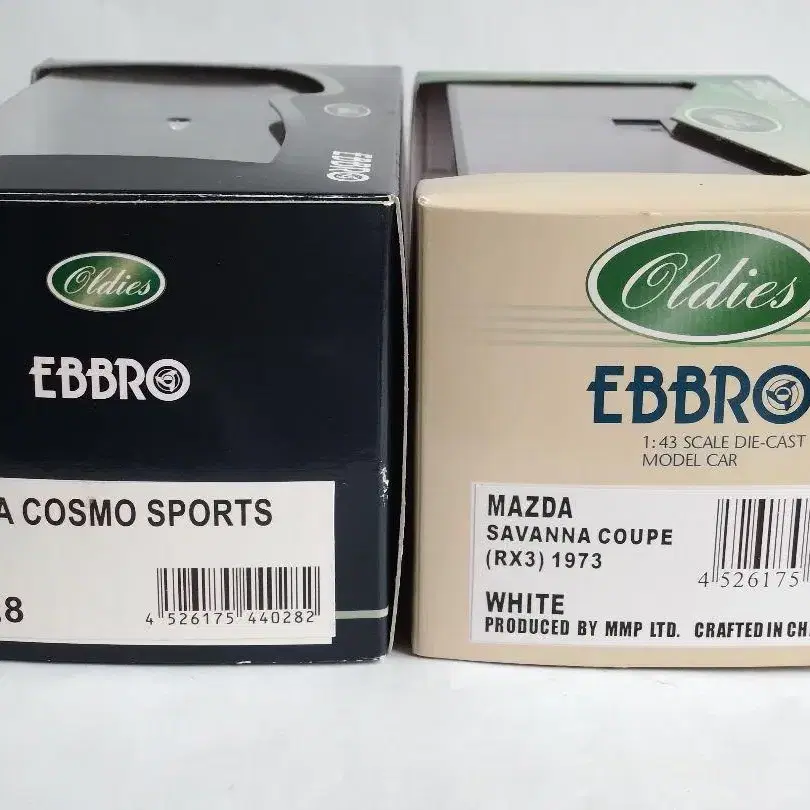 EBBRO
Oldies
EBBRO
A COSMO SPORTS
.8
4 526175 440282
Oldies
EBBRO
1:43 SCALE DIE-CAST
MODEL CAR
MAZDA
SAVANNA COUPE
(RX3) 1973
4 526175
WHITE
PRODUCED BY MMP LTD. CRAFTED IN CH